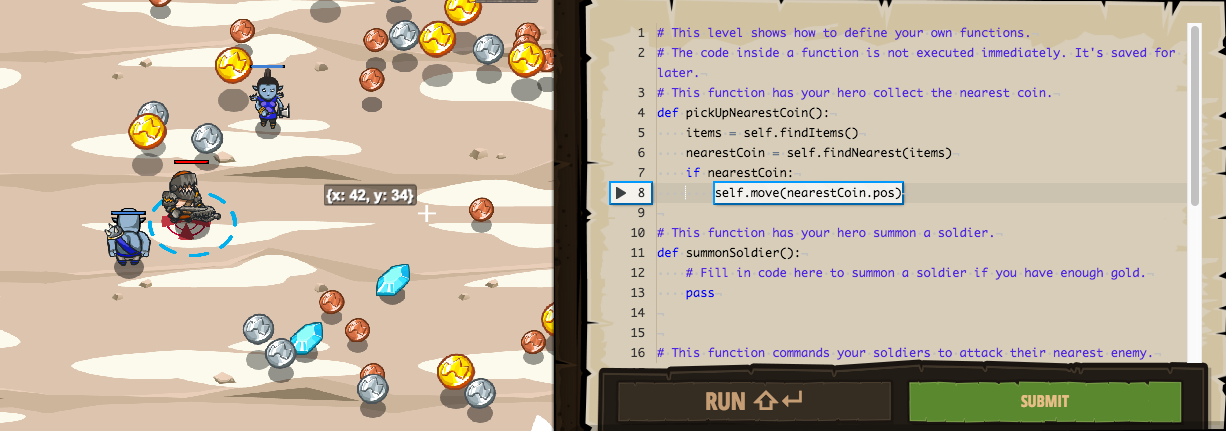 {x: 42, y: 34}
1 # This level shows how to define your own functions.
2 # The code inside a function is not executed immediately. It's saved for
later.
3 # This function has your hero collect the nearest coin.
4 def pickUpNearestCoin():
5 items = self.findItems()
6 nearestCoin = self.findNearest(items)
7 if nearestCoin:
8 self.move(nearestCoin.pos)
9
10 # This function has your hero summon a soldier.
11 def summonSoldier():
12 # Fill in code here to summon a soldier if you have enough gold.
13 pass
14
15
16 # This function commands your soldiers to attack their nearest enemy.
RUN ⇧↵
SUBMIT